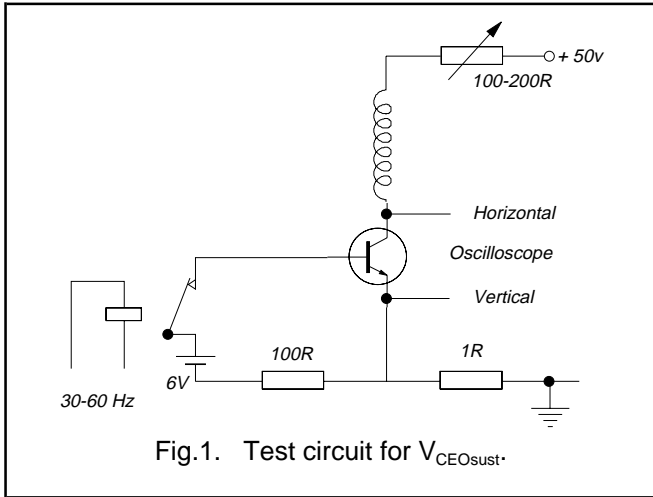 + 50v
100-200R
Horizontal
Oscilloscope
Vertical
100R
1R
6V
30-60 Hz
Fig.1. Test circuit for VCEOsust.